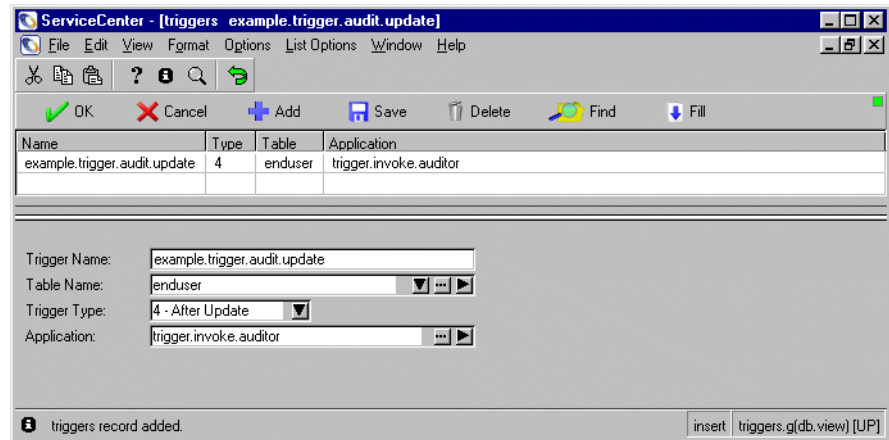 ServiceCenter - [triggers example.trigger.audit.update]
File Edit View Format Options List Options Window Help
OK Cancel Add Save Delete Find Fill
Name Type Table Application
example.trigger.audit.update 4 enduser trigger.invoke.auditor
Trigger Name: example.trigger.audit.update
Table Name: enduser
Trigger Type: 4 - After Update
Application: trigger.invoke.auditor
triggers record added. insert triggers.g(db.view) [UP]